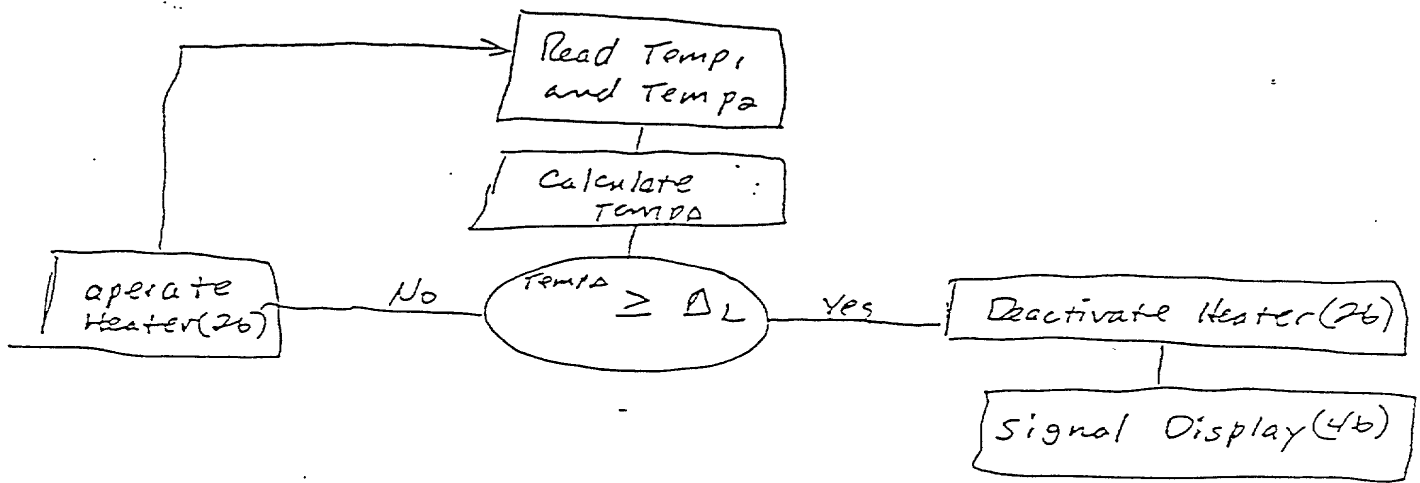 Read Temp1
and Temp2
Calculate
TempΔ
TempΔ
≥ ΔL
No
Yes
operate
Heater(26)
Deactivate Heater(26)
Signal Display(46)